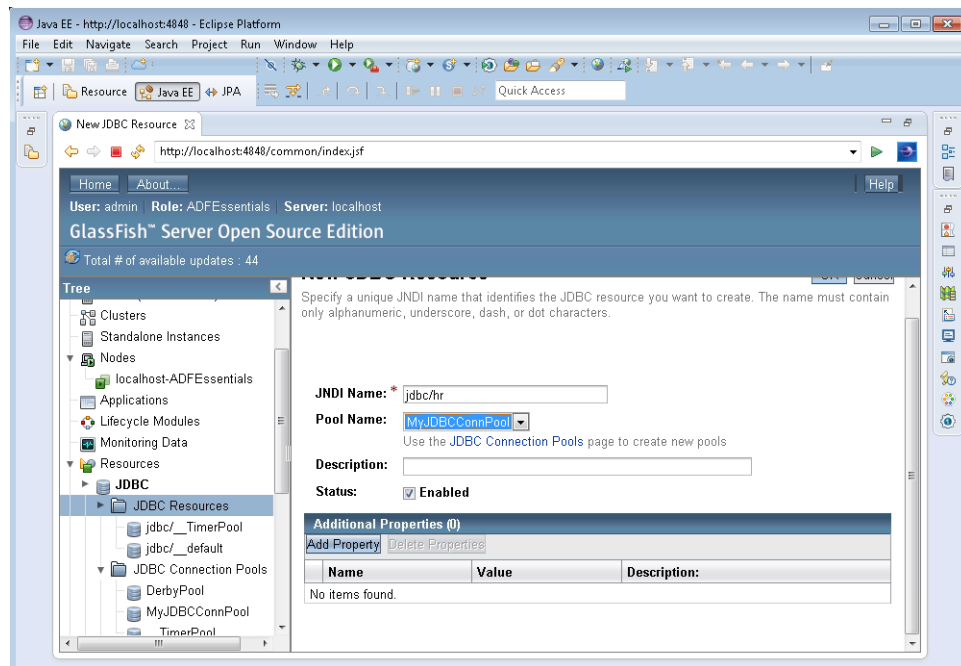 Java EE - http://localhost:4848 - Eclipse Platform
File Edit Navigate Search Project Run Window Help
Resource Java EE JPA Quick Access
New JDBC Resource
http://localhost:4848/common/index.jsf
Home About... Help
User: admin Role: ADFEssentials Server: localhost
GlassFish™ Server Open Source Edition
Total # of available updates : 44
Tree
Clusters
Standalone Instances
Nodes
localhost-ADFEssentials
Applications
Lifecycle Modules
Monitoring Data
Resources
JDBC
JDBC Resources
jdbc/__TimerPool
jdbc/__default
JDBC Connection Pools
DerbyPool
MyJDBCConnPool
__TimerPool
New JDBC Resource OK Cancel
Specify a unique JNDI name that identifies the JDBC resource you want to create. The name must contain
only alphanumeric, underscore, dash, or dot characters.
JNDI Name: * jdbc/hr
Pool Name: MyJDBCConnPool
Use the JDBC Connection Pools page to create new pools
Description:
Status: Enabled
Additional Properties (0)
Add Property Delete Properties
Name Value Description:
No items found.